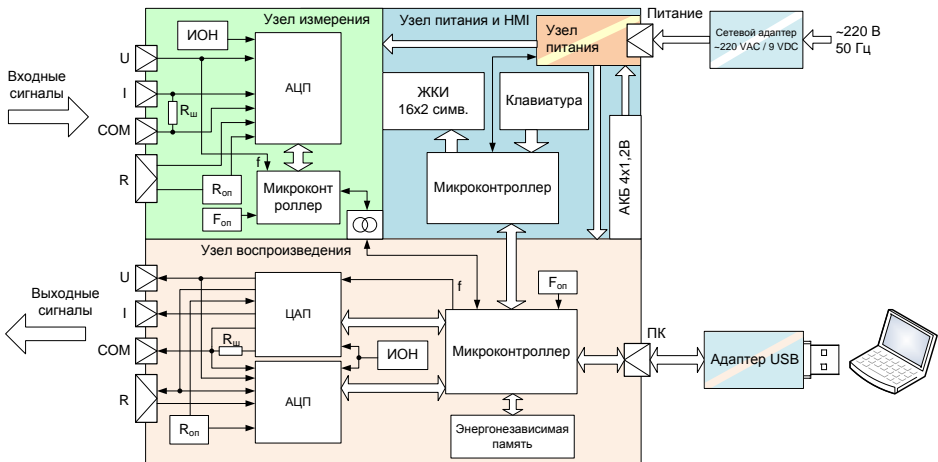 Узел измерения
Узел питания и HMI
Питание
ИОН
Узел
питания
Сетевой адаптер
~220 VAC / 9 VDC
~220 В
50 Гц
U
Входные
сигналы
АЦП
ЖКИ
16x2 симв.
Клавиатура
I
Rш
COM
АКБ 4x1,2В
f
R
Rоп
Микроконт
роллер
Микроконтроллер
Fоп
Узел воспроизведения
U
Выходные
сигналы
f
Fоп
I
ЦАП
ПК
Rш
COM
ИОН
Микроконтроллер
Адаптер USB
R
АЦП
Rоп
Энергонезависимая
память